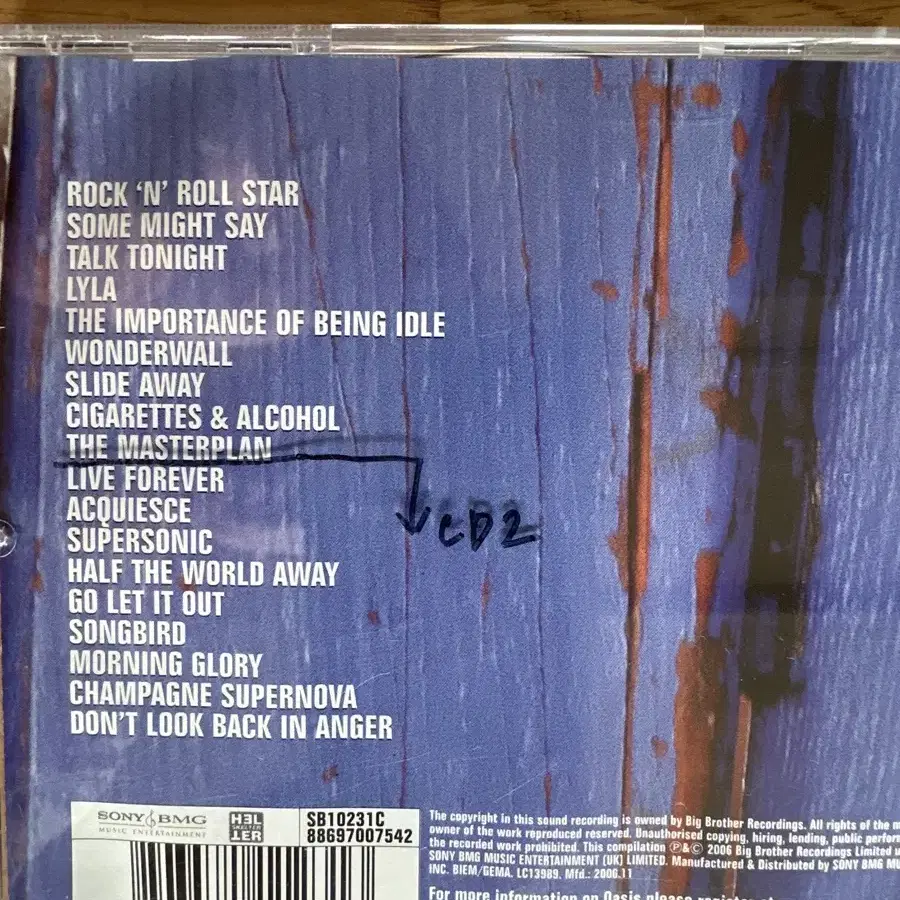 ROCK 'N' ROLL STAR
SOME MIGHT SAY
TALK TONIGHT
LYLA
THE IMPORTANCE OF BEING IDLE
WONDERWALL
SLIDE AWAY
CIGARETTES & ALCOHOL
THE MASTERPLAN
LIVE FOREVER
CD2
ACQUIESCE
SUPERSONIC
HALF THE WORLD AWAY
GO LET IT OUT
SONGBIRD
MORNING GLORY
CHAMPAGNE SUPERNOVA
DON'T LOOK BACK IN ANGER
SONY BMG
MUSIC ENTERTAINMENT
HEL
SKELTER
TER
SB10231C
88697007542
The copyright in this sound recording is owned by Big Brother Recordings. All rights of the
owner of the work reproduced reserved. Unauthorised copying, hiring, lending, public
the recorded work prohibited. This compilation ℗&© 2006 Big Brother Recordings Limited
SONY BMG MUSIC ENTERTAINMENT (UK) LIMITED. Manufactured & Distributed by SONY BMG
INC. BIEM/GEMA. LC13989. Mfd.: 2006.11
For more information on Oasis please register